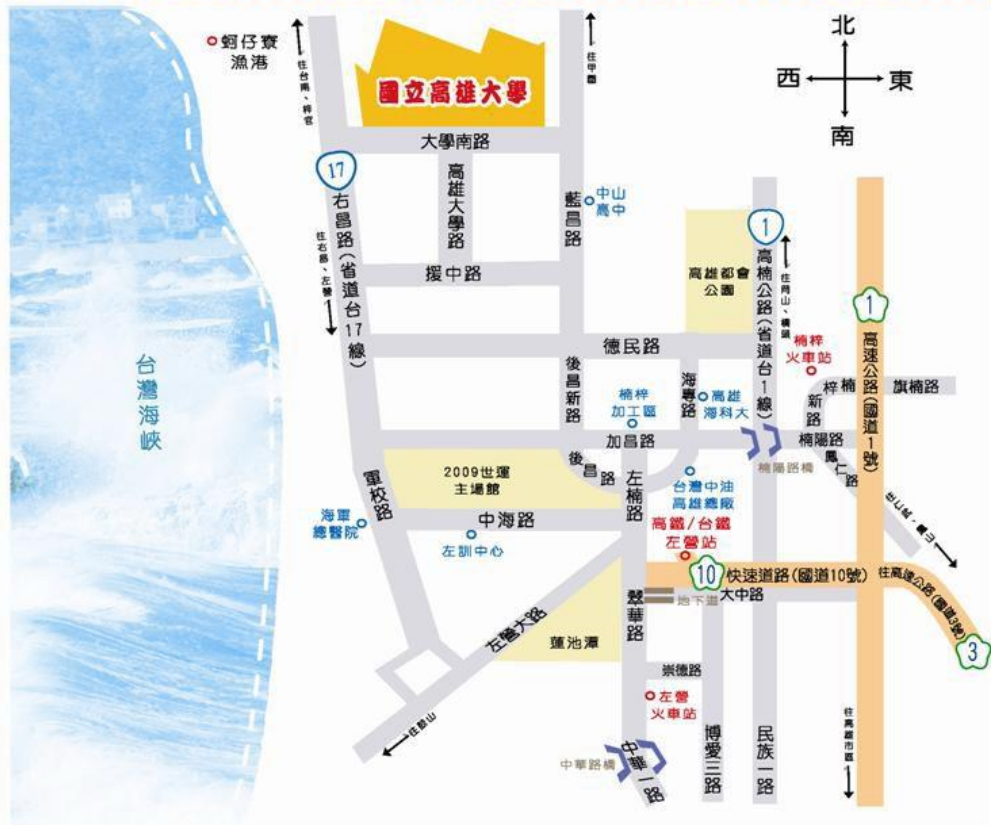 北
西
東
南
蚵仔寮
漁港
往台南、梓官
國立高雄大學
往甲圍
大學南路
17
右昌路(省道台17線)
高雄大學路
藍昌路
中山
高中
1
高楠公路(省道台1線)
往岡山、橋頭
高雄都會
公園
往右昌、左營
援中路
1
高速公路(國道1號)
台灣海峽
德民路
楠梓
火車站
後昌新路
楠梓
加工區
海專路
高雄
海科大
梓楠
新路
旗楠路
加昌路
楠陽路
楠陽路橋
鳳仁路
往仁武、鳳山
軍校路
2009世運
主場館
後昌路
左楠路
台灣中油
高雄總廠
海軍
總醫院
中海路
左訓中心
高鐵/台鐵
左營站
10
快速道路(國道10號)
往高速公路(國道3號)
大中路
地下道
3
左營大路
蓮池潭
翠華路
崇德路
左營
火車站
往鼓山
中華路橋
中華一路
博愛三路
民族一路
往高雄市區